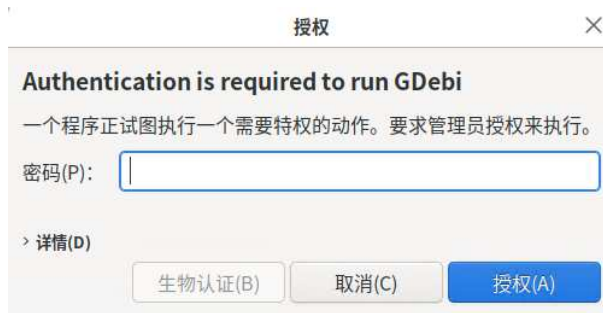 授权
Authentication is required to run GDebi
一个程序正试图执行一个需要特权的动作。要求管理员授权来执行。
密码(P):
详情(D)
生物认证(B) 取消(C) 授权(A)